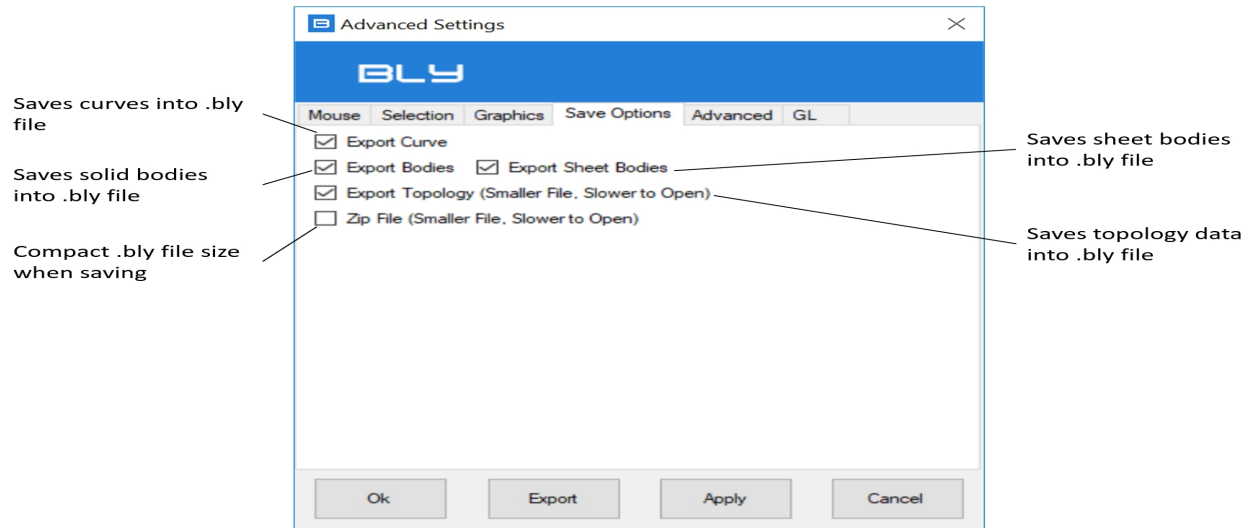 Advanced Settings
BLY
Mouse Selection Graphics Save Options Advanced GL
Saves curves into .bly
file
Export Curve
Saves solid bodies
into .bly file
Export Bodies Export Sheet Bodies
Saves sheet bodies
into .bly file
Export Topology (Smaller File, Slower to Open)
Zip File (Smaller File, Slower to Open)
Compact .bly file size
when saving
Saves topology data
into .bly file
Ok Export Apply Cancel